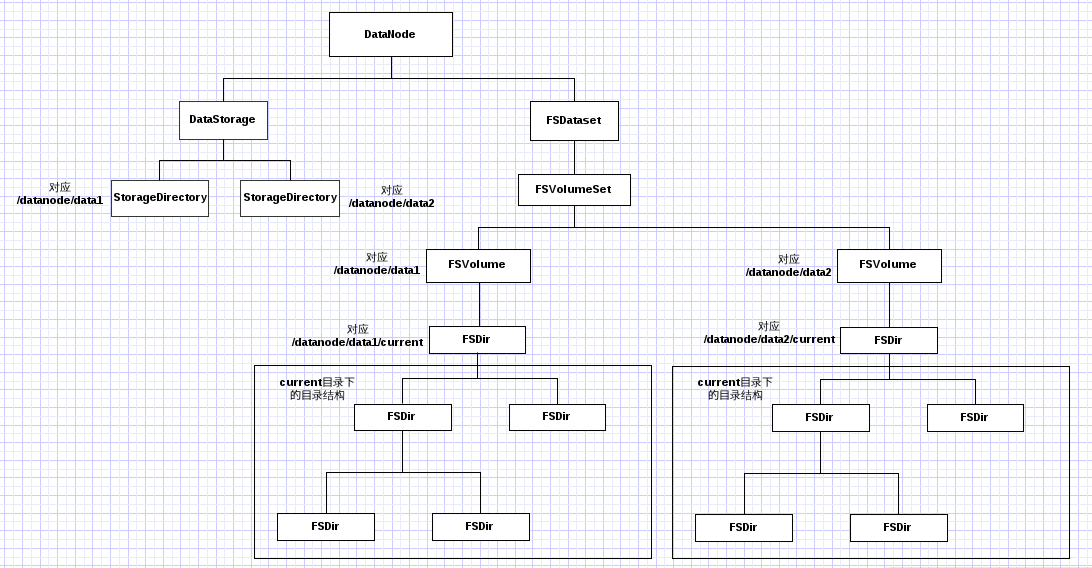 DataNode
DataStorage
FSDataset
对应
/datanode/data1
StorageDirectory
StorageDirectory
对应
/datanode/data2
FSVolumeSet
对应
/datanode/data1
FSVolume
对应
/datanode/data2
FSVolume
对应
/datanode/data1/current
FSDir
对应
/datanode/data2/current
FSDir
current目录下
的目录结构
FSDir
FSDir
FSDir
FSDir
current目录下
的目录结构
FSDir
FSDir
FSDir
FSDir